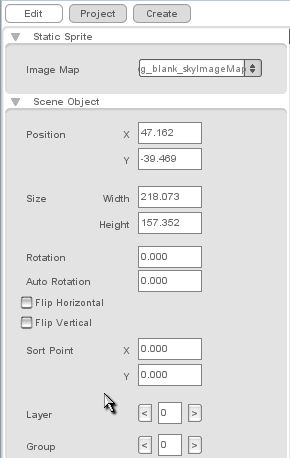 Edit Project Create
Static Sprite
Image Map g_blank_skyImageMap
Scene Object
Position X 47.162
Y -39.469
Size Width 218.073
Height 157.352
Rotation 0.000
Auto Rotation 0.000
Flip Horizontal
Flip Vertical
Sort Point X 0.000
Y 0.000
Layer < 0 >
Group < 0 >